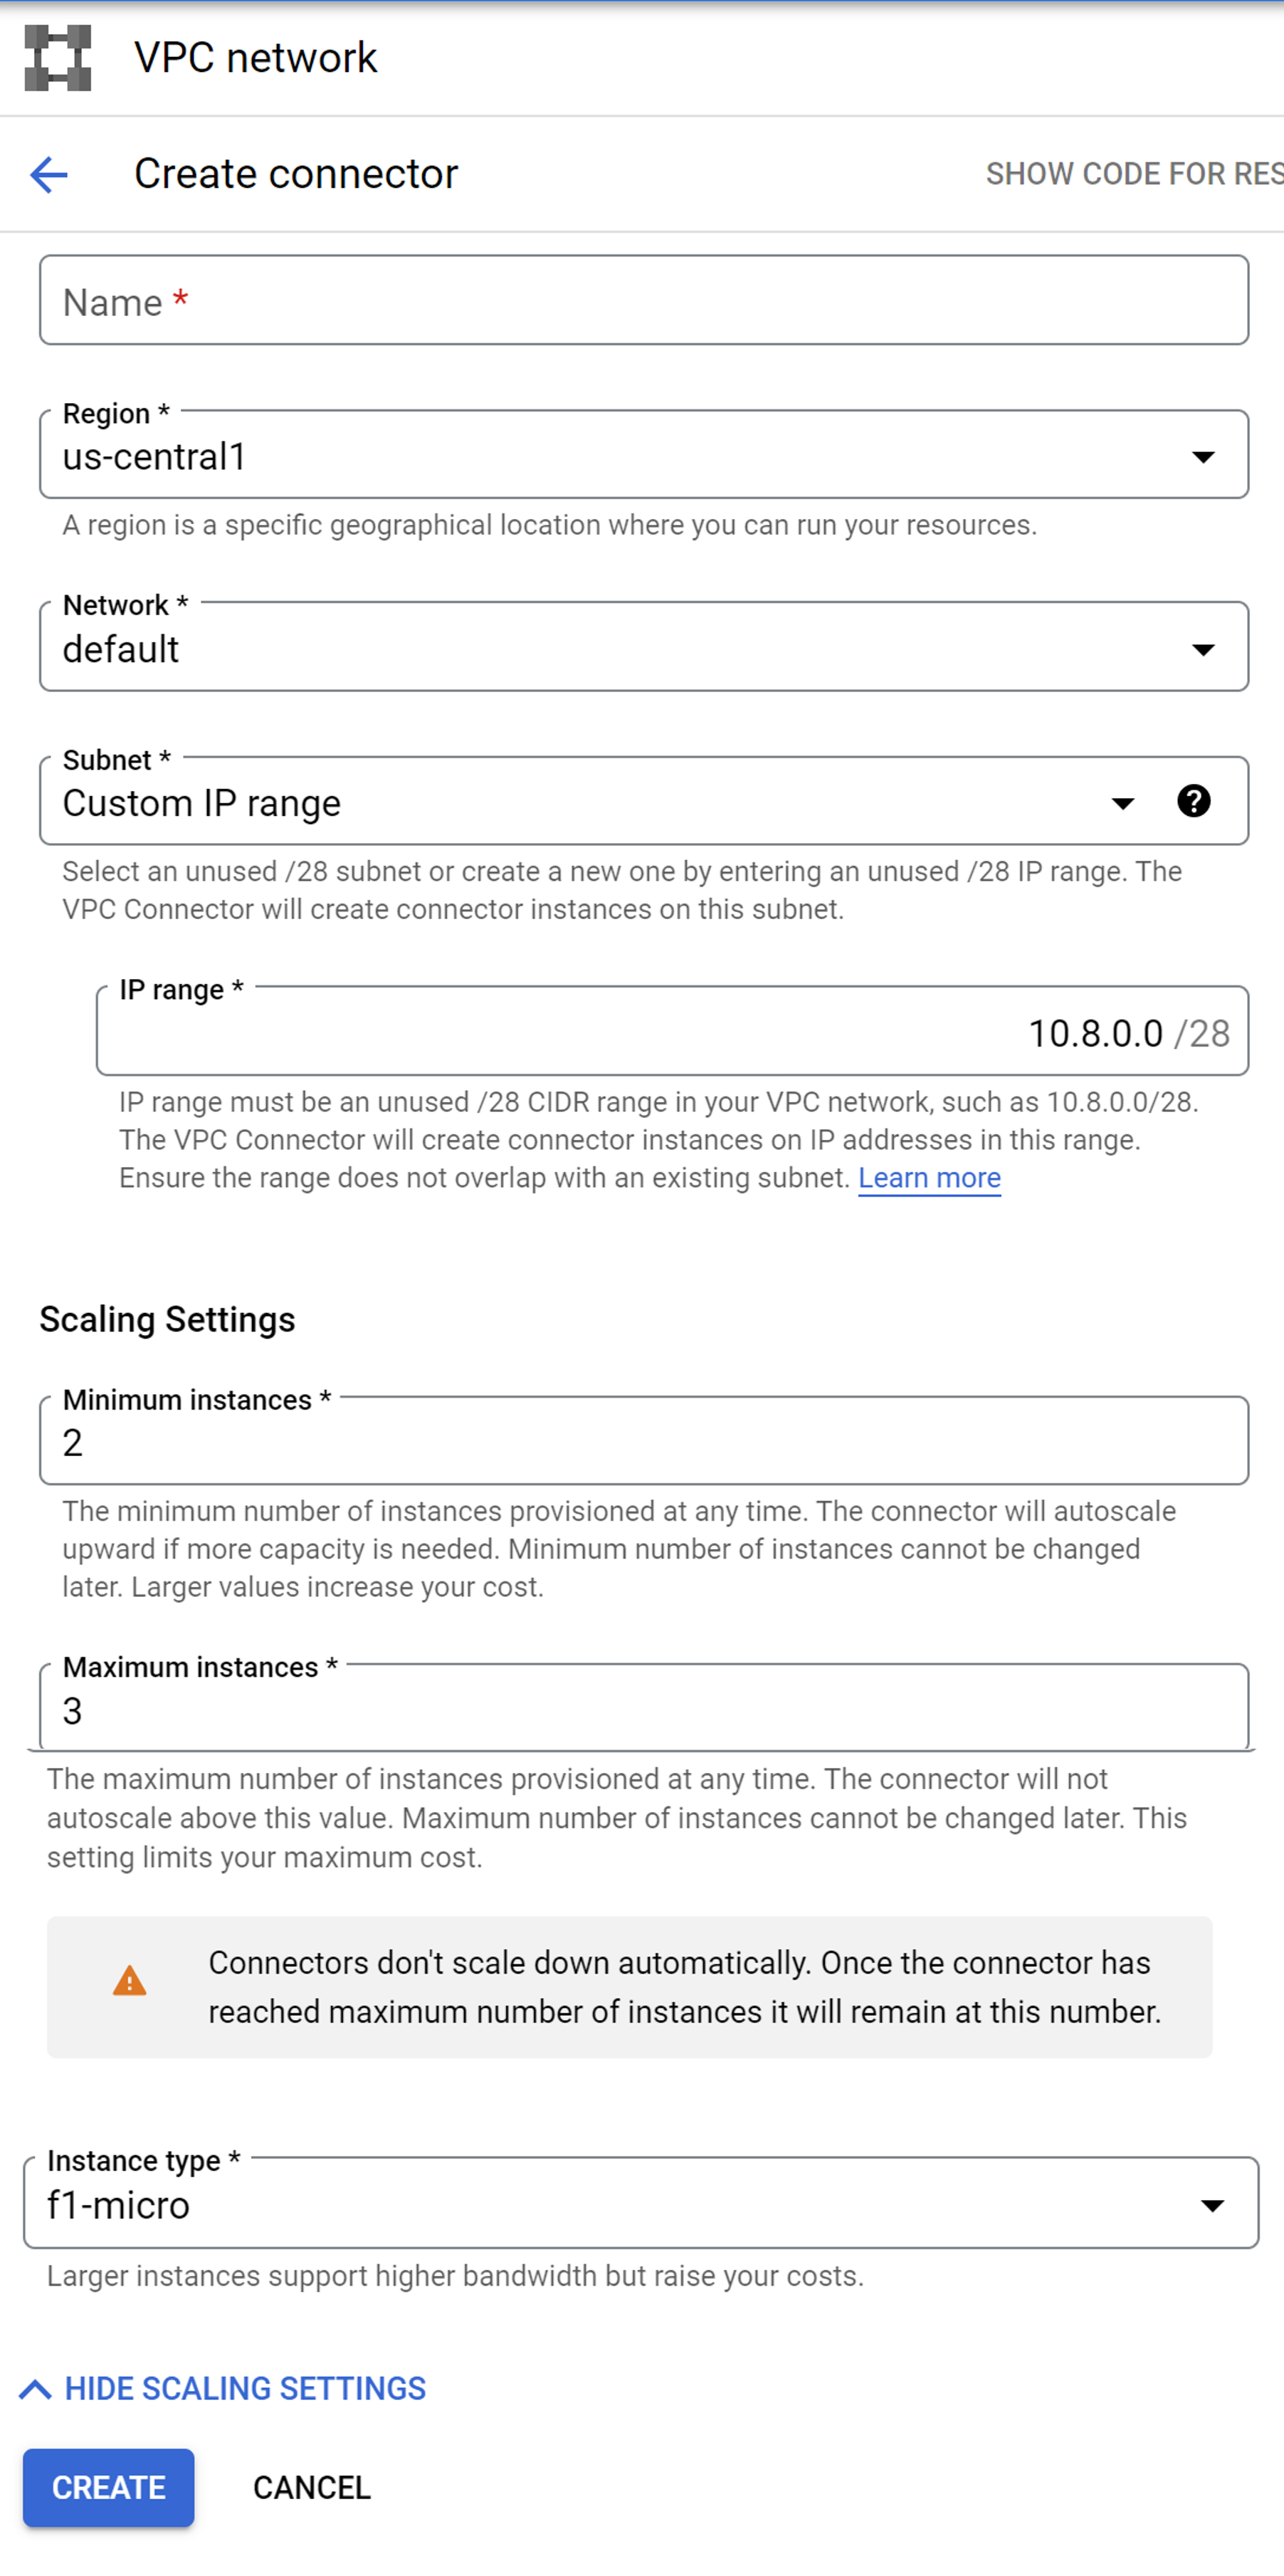 VPC network
Create connector
SHOW CODE FOR RES
Name *
Region *
us-central1
A region is a specific geographical location where you can run your resources.
Network *
default
Subnet *
Custom IP range
Select an unused /28 subnet or create a new one by entering an unused /28 IP range. The
VPC Connector will create connector instances on this subnet.
IP range *
10.8.0.0 /28
IP range must be an unused /28 CIDR range in your VPC network, such as 10.8.0.0/28.
The VPC Connector will create connector instances on IP addresses in this range.
Ensure the range does not overlap with an existing subnet. Learn more
Scaling Settings
Minimum instances *
2
The minimum number of instances provisioned at any time. The connector will autoscale
upward if more capacity is needed. Minimum number of instances cannot be changed
later. Larger values increase your cost.
Maximum instances *
3
The maximum number of instances provisioned at any time. The connector will not
autoscale above this value. Maximum number of instances cannot be changed later. This
setting limits your maximum cost.
Connectors don't scale down automatically. Once the connector has
reached maximum number of instances it will remain at this number.
Instance type *
f1-micro
Larger instances support higher bandwidth but raise your costs.
HIDE SCALING SETTINGS
CREATE
CANCEL